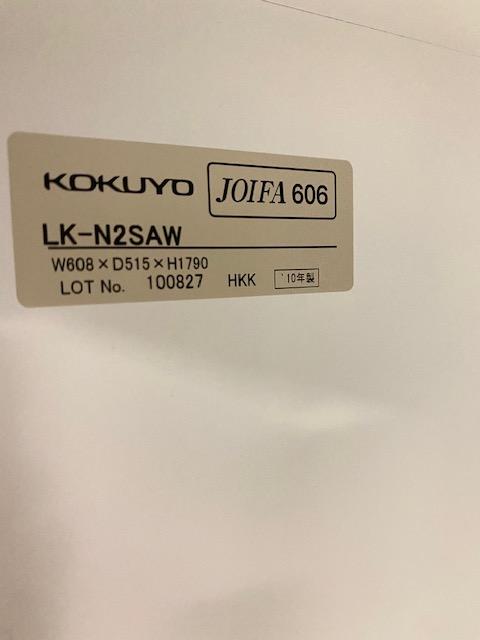 KOKUYO JOIFA 606
LK-N2SAW
W608×D515×H1790
LOT No. 100827 HKK '10年製